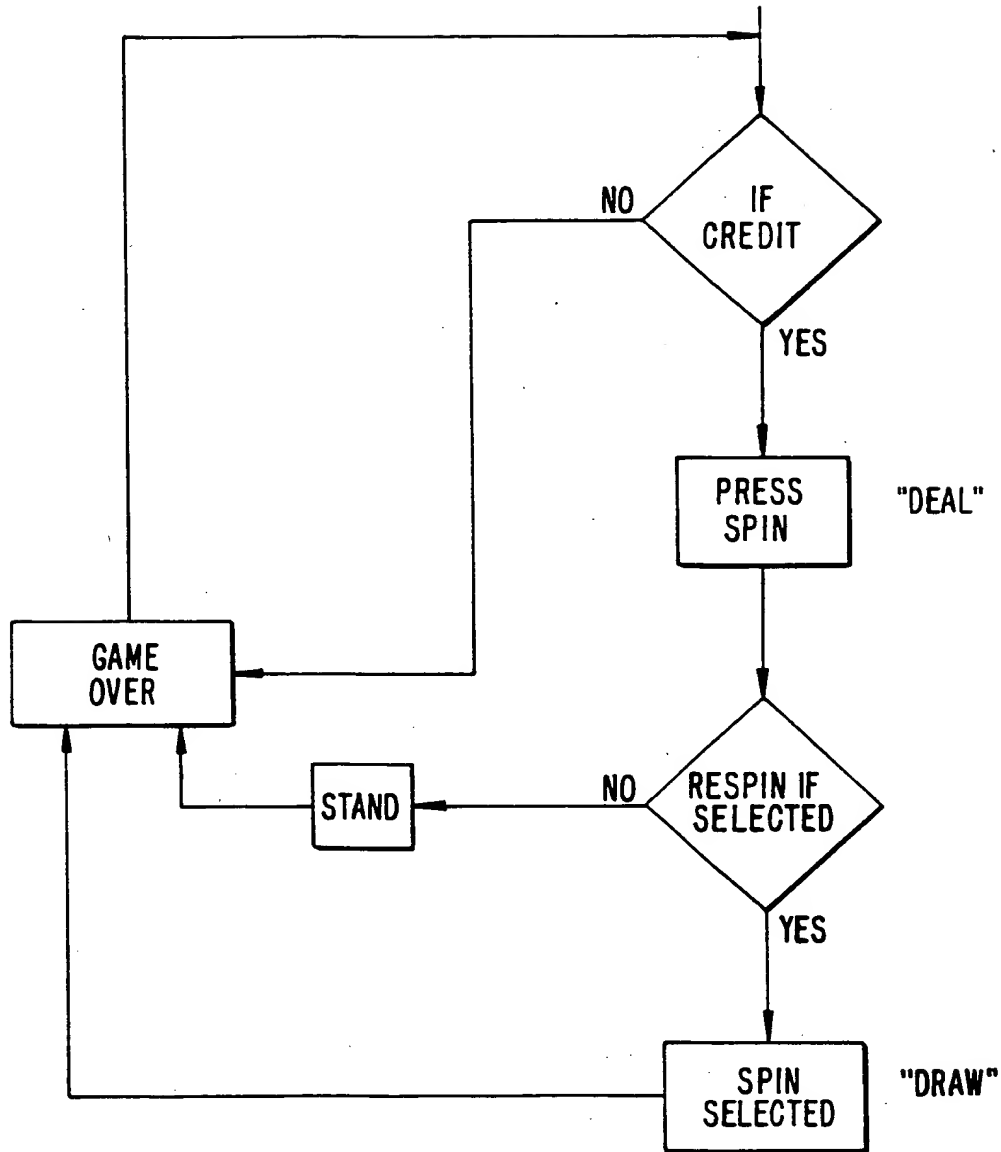 NO
IF
CREDIT
YES
PRESS
SPIN
"DEAL"
GAME
OVER
STAND
NO
RESPIN IF
SELECTED
YES
SPIN
SELECTED
"DRAW"